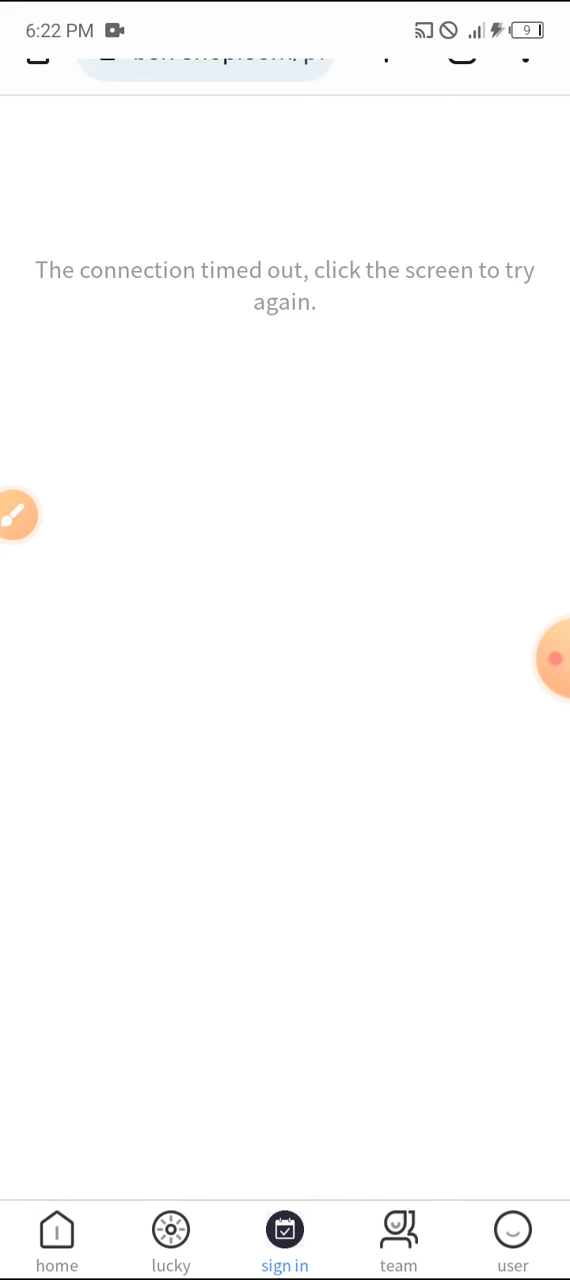 6:22 PM
9
The connection timed out, click the screen to try
again.
home
lucky
sign in
team
user